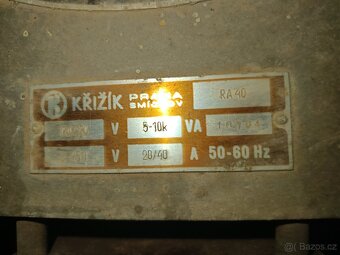 KŘIŽÍK PRAHA SMÍCHOV RA40
V 5-10k VA
V 20/40 A 50-60 Hz
Bazos.cz